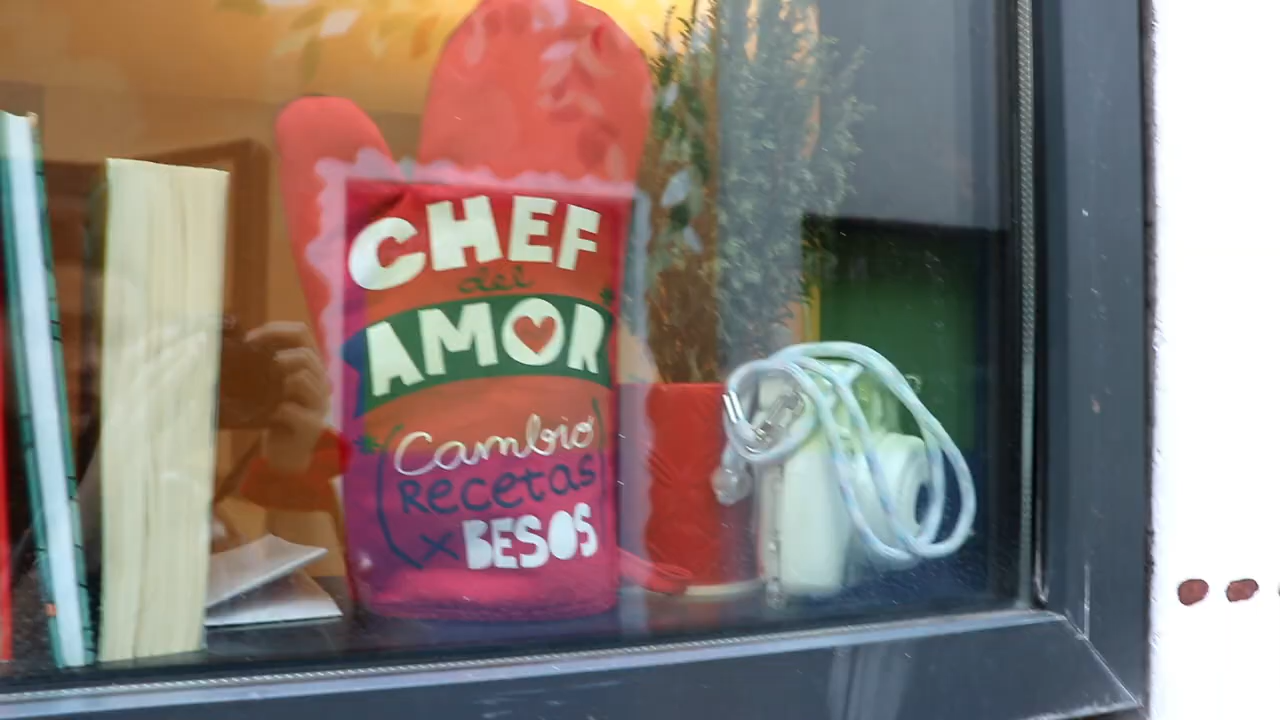 CHEF
del
AMOR
(Cambio
Recetas
x BESOS)